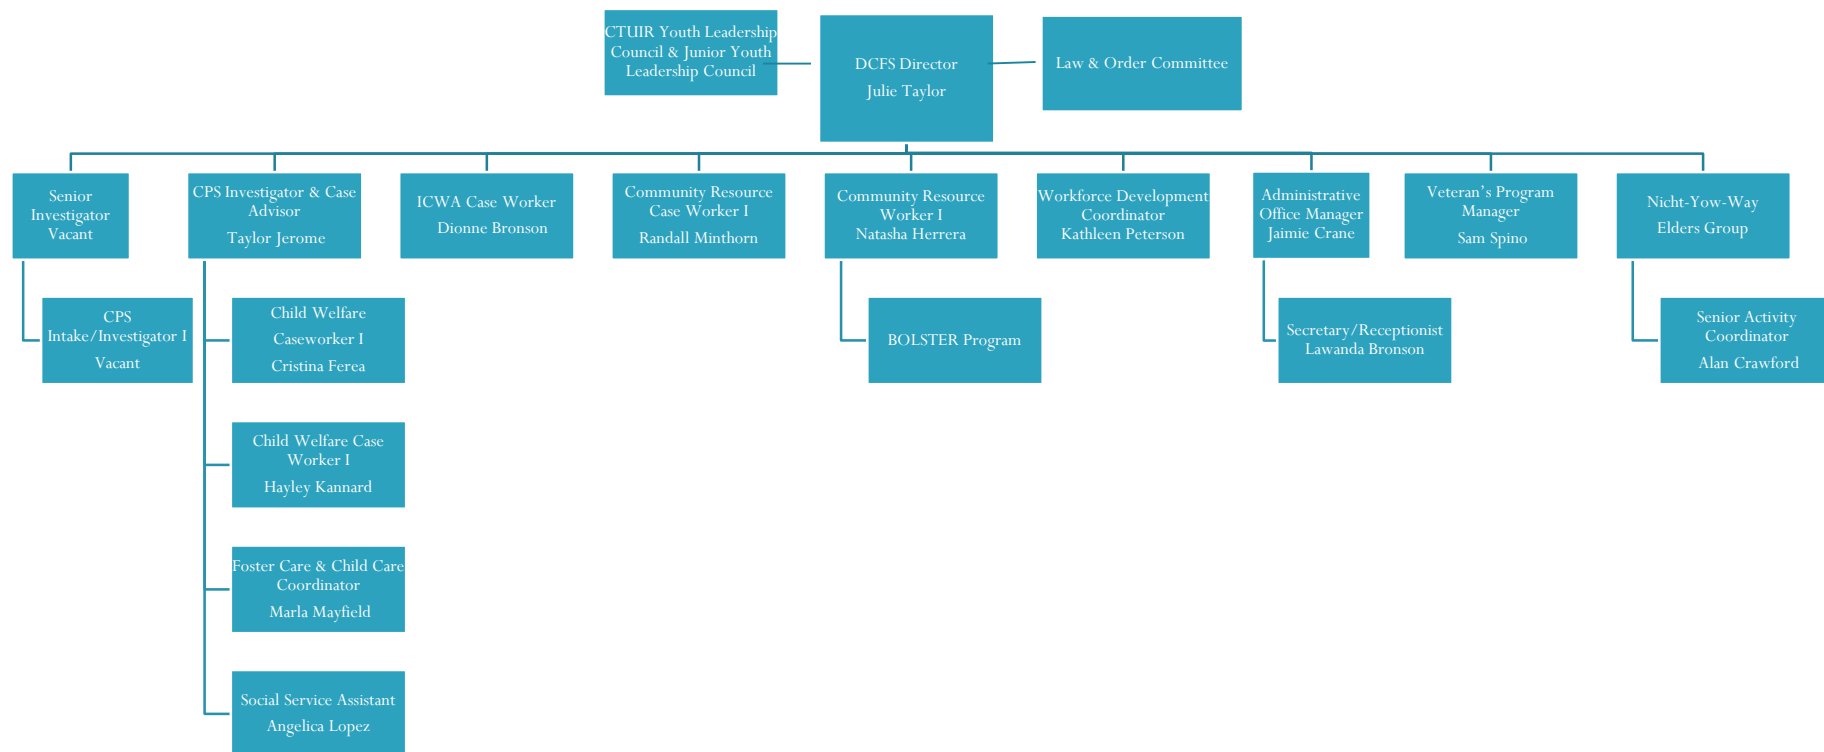 CTUIR Youth Leadership
Council & Junior Youth
Leadership Council
DCFS Director
Julie Taylor
Law & Order Committee
Senior
Investigator
Vacant
CPS Investigator & Case
Advisor
Taylor Jerome
ICWA Case Worker
Dionne Bronson
Community Resource
Case Worker I
Randall Minthorn
Community Resource
Worker I
Natasha Herrera
Workforce Development
Coordinator
Kathleen Peterson
Administrative
Office Manager
Jaimie Crane
Veteran’s Program
Manager
Sam Spino
Nicht-Yow-Way
Elders Group
CPS
Intake/Investigator I
Vacant
Child Welfare
Caseworker I
Cristina Ferea
BOLSTER Program
Secretary/Receptionist
Lawanda Bronson
Senior Activity
Coordinator
Alan Crawford
Child Welfare Case
Worker I
Hayley Kannard
Foster Care & Child Care
Coordinator
Marla Mayfield
Social Service Assistant
Angelica Lopez